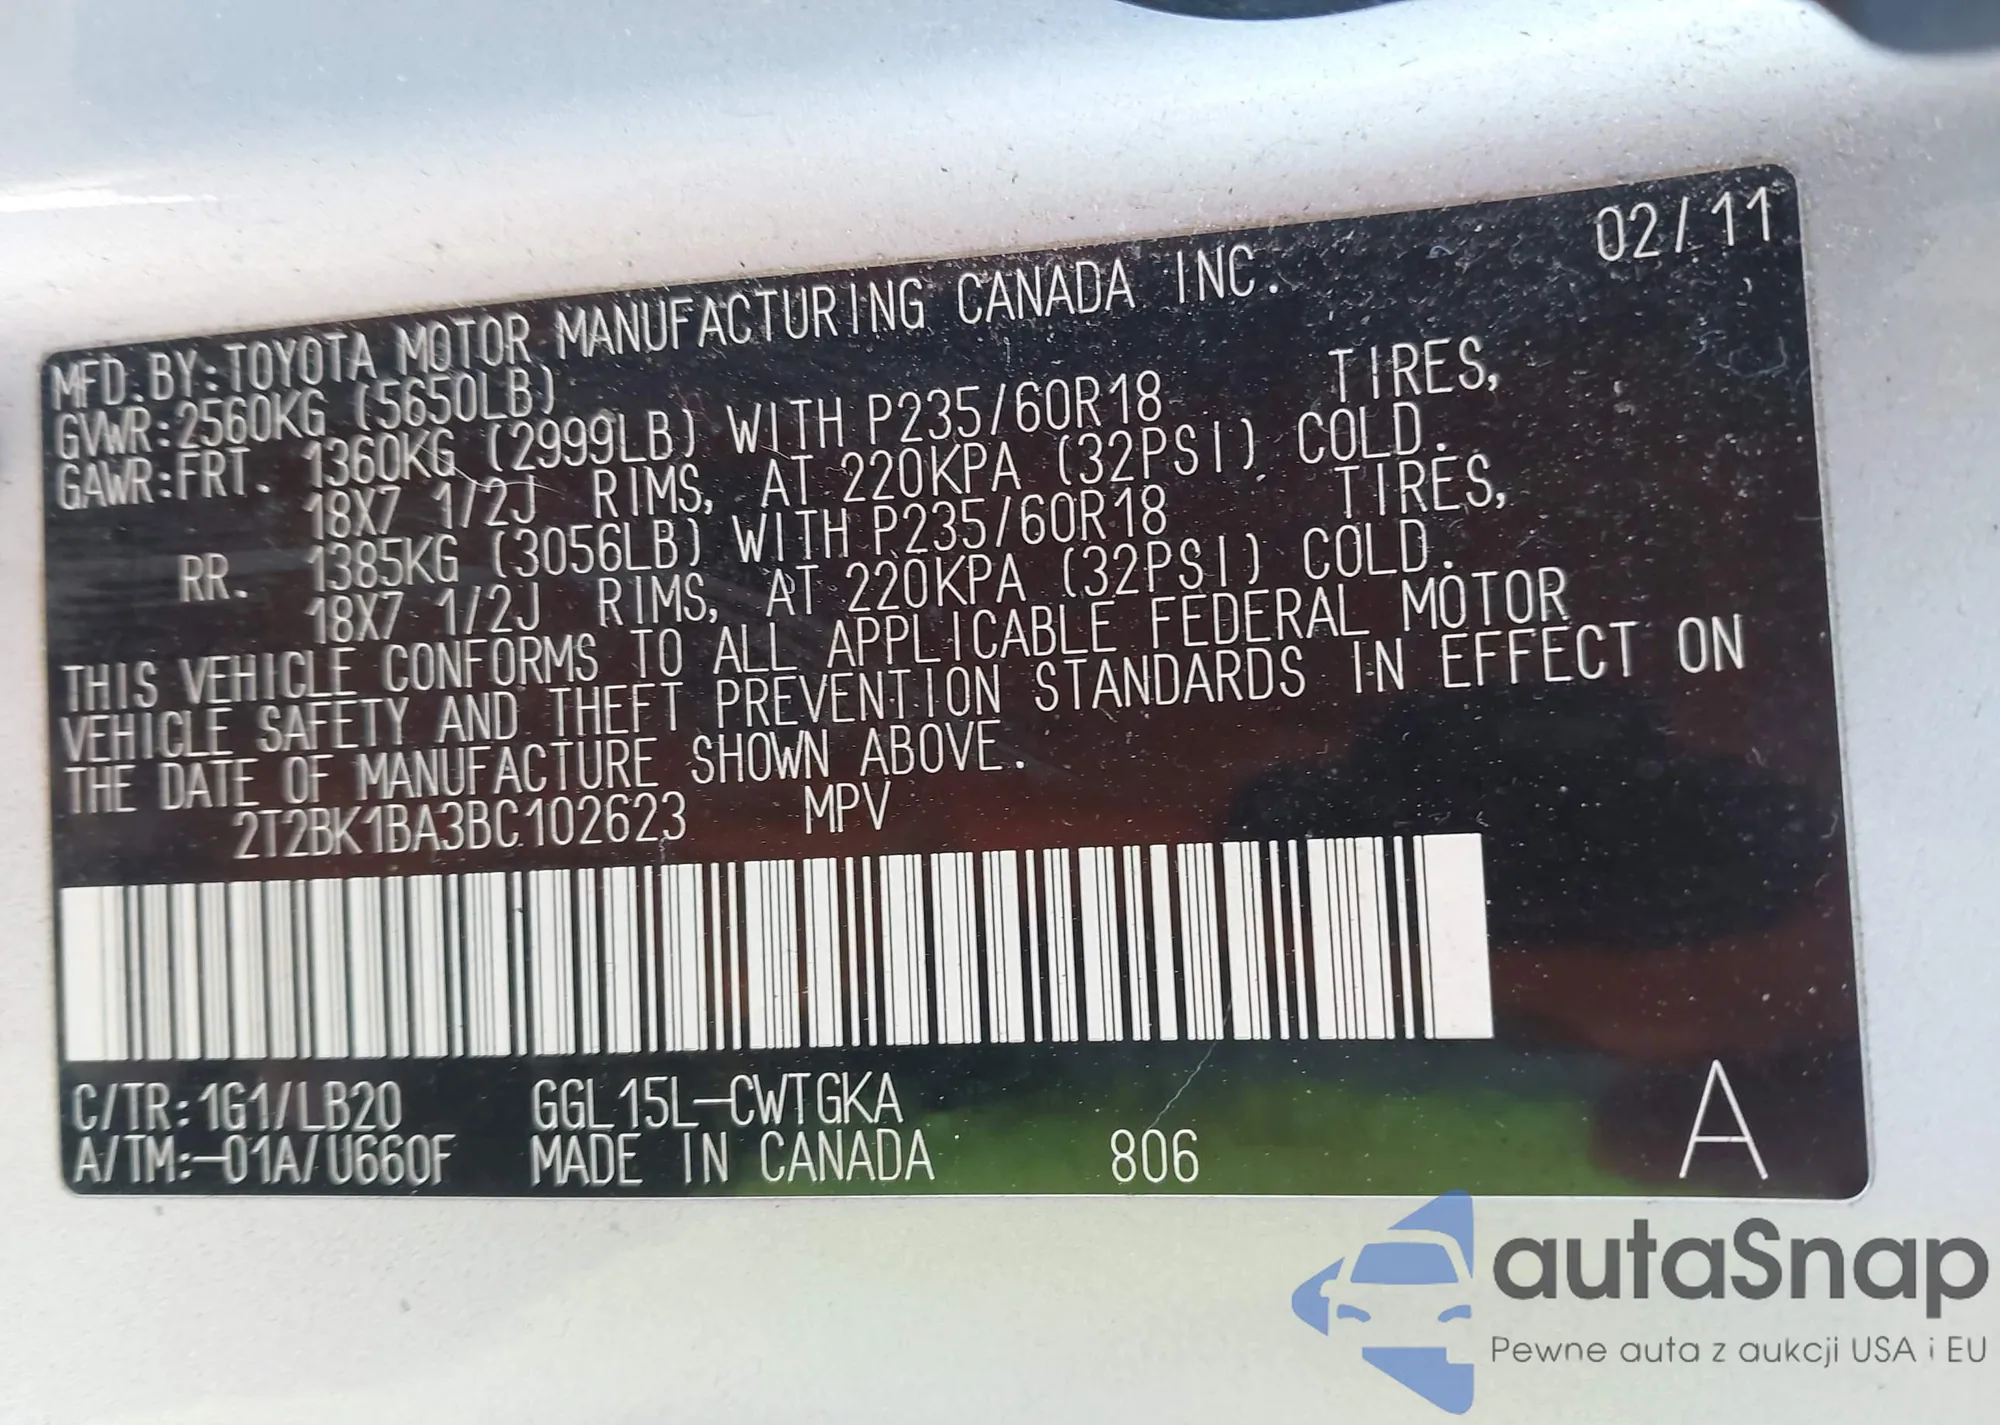 02/11
MFD. BY:TOYOTA MOTOR MANUFACTURING CANADA INC.
GVWR:2560KG (5650LB)
GAWR:FRT. 1360KG (2999LB) WITH P235/60R18 TIRES,
18X7 1/2J RIMS, AT 220KPA (32PSI) COLD.
RR. 1385KG (3056LB) WITH P235/60R18 TIRES,
18X7 1/2J RIMS, AT 220KPA (32PSI) COLD.
THIS VEHICLE CONFORMS TO ALL APPLICABLE FEDERAL MOTOR
VEHICLE SAFETY AND THEFT PREVENTION STANDARDS IN EFFECT ON
THE DATE OF MANUFACTURE SHOWN ABOVE.
2T2BK1BA3BC102623 MPV
C/TR:1G1/LB20 GGL15L-CWTGKA
A/TM:-01A/U660F MADE IN CANADA 806 A
autaSnap
Pewne auta z aukcji USA i EU